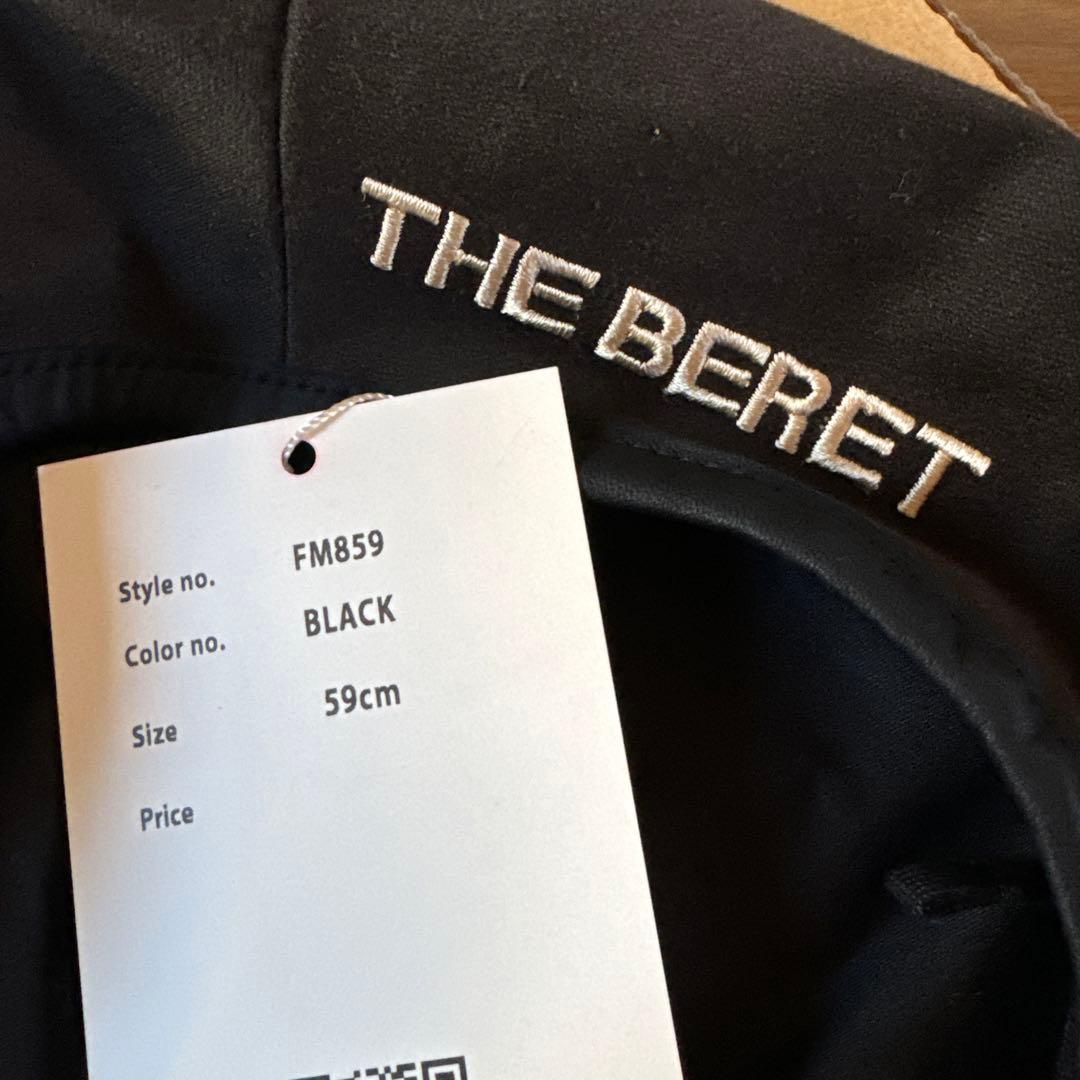 THE BERET
Style no. FM859
Color no. BLACK
Size 59cm
Price